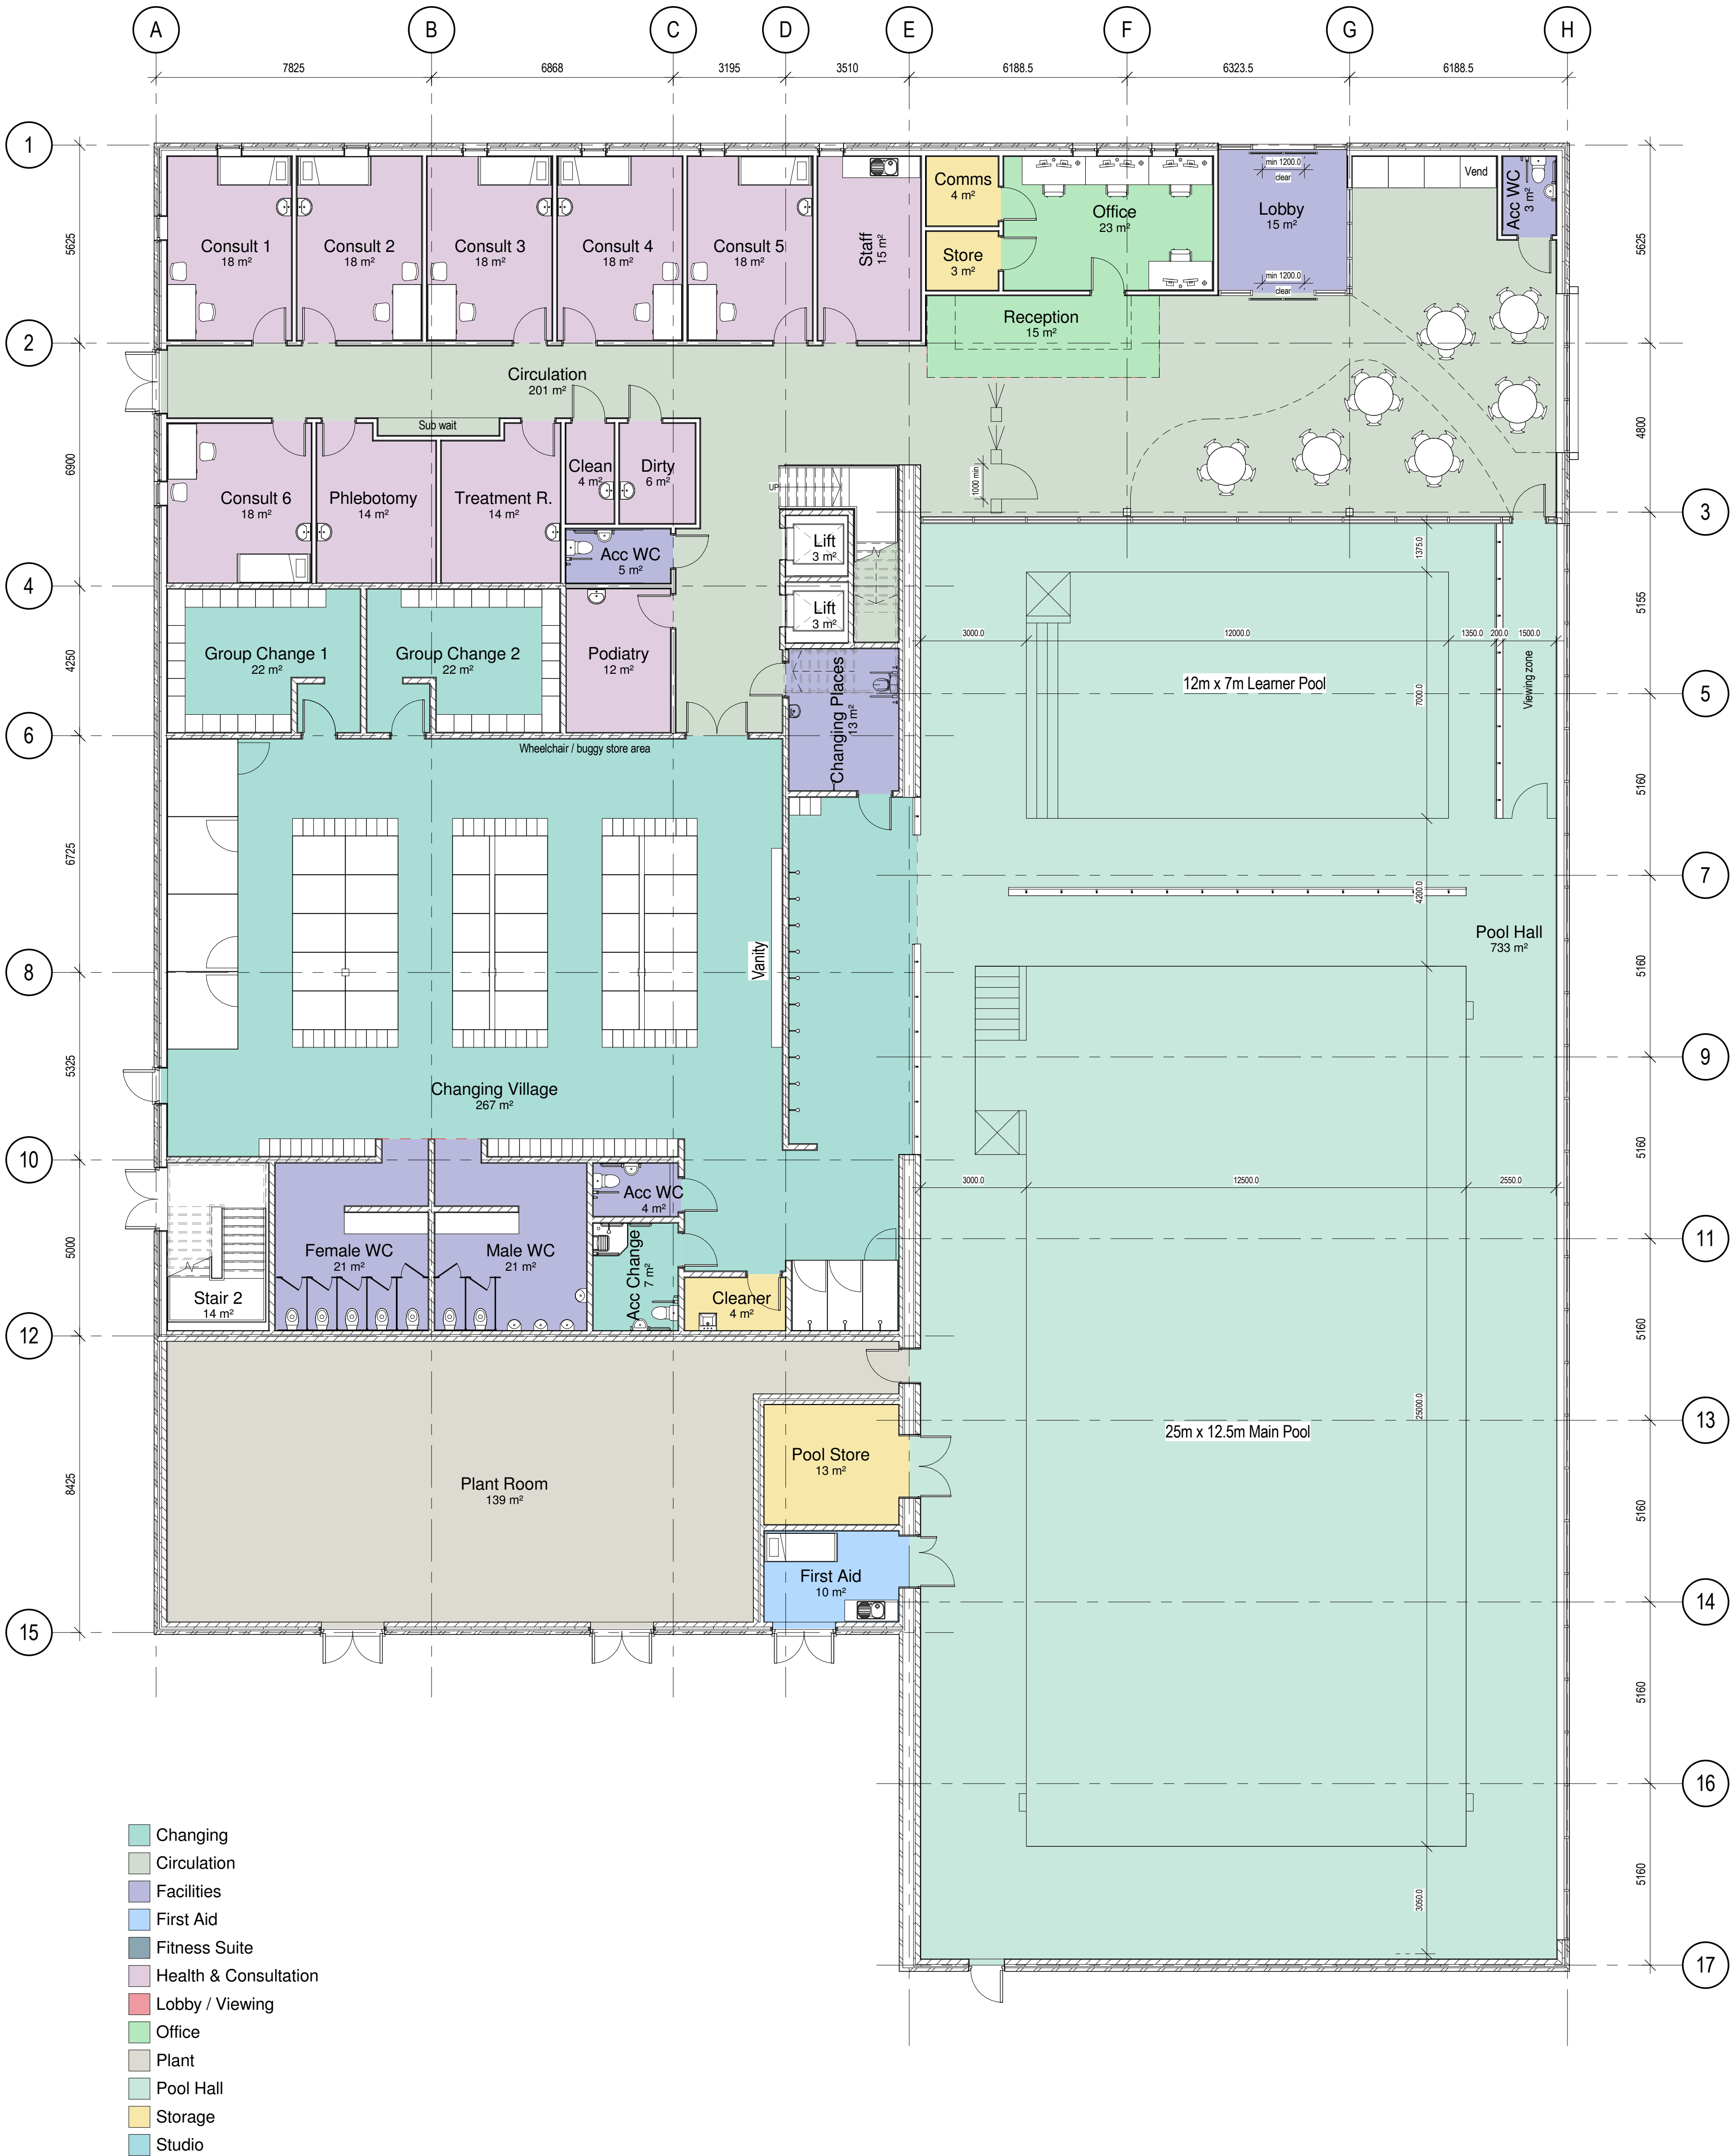 A
B
C
D
E
F
G
H
7825
6868
3195
3510
6188.5
6323.5
6188.5
1
2
4
6
8
10
12
15
5625
6900
4250
6725
5325
5000
8425
3
5
7
9
11
13
14
16
17
5625
4800
5155
5160
5160
5160
5160
5160
5160
5160
5160
Consult 1
18 m²
Consult 2
18 m²
Consult 3
18 m²
Consult 4
18 m²
Consult 5
18 m²
Staff
15 m²
Comms
4 m²
Store
3 m²
Office
23 m²
Lobby
15 m²
min 1200.0
clear
min 1200.0
clear
Vend
Acc WC
3 m²
Reception
15 m²
Circulation
201 m²
Sub wait
1000 min
Consult 6
18 m²
Phlebotomy
14 m²
Treatment R.
14 m²
Clean
4 m²
Dirty
6 m²
Acc WC
5 m²
UP
Lift
3 m²
Lift
3 m²
Group Change 1
22 m²
Group Change 2
22 m²
Podiatry
12 m²
Changing Places
13 m²
Wheelchair / buggy store area
1375.0
3000.0
12000.0
1350.0
200.0
1500.0
12m x 7m Learner Pool
7000.0
Viewing zone
4200.0
Pool Hall
733 m²
Vanity
Changing Village
267 m²
3000.0
12500.0
2550.0
Acc WC
4 m²
Female WC
21 m²
Male WC
21 m²
Acc Change
7 m²
Cleaner
4 m²
Stair 2
14 m²
25000.0
25m x 12.5m Main Pool
Plant Room
139 m²
Pool Store
13 m²
First Aid
10 m²
3050.0
Changing
Circulation
Facilities
First Aid
Fitness Suite
Health & Consultation
Lobby / Viewing
Office
Plant
Pool Hall
Storage
Studio